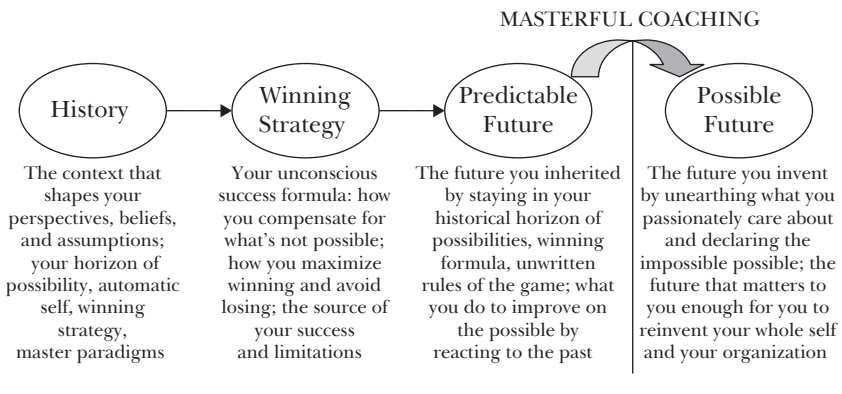 MASTERFUL COACHING
History
Winning
Strategy
Predictable
Future
Possible
Future
The context that
shapes your
perspectives, beliefs,
and assumptions;
your horizon of
possibility, automatic
self, winning
strategy,
master paradigms
Your unconscious
success formula: how
you compensate for
what’s not possible;
how you maximize
winning and avoid
losing; the source of
your success
and limitations
The future you inherited
by staying in your
historical horizon of
possibilities, winning
formula, unwritten
rules of the game; what
you do to improve on
the possible by
reacting to the past
The future you invent
by unearthing what you
passionately care about
and declaring the
impossible possible; the
future that matters to
you enough for you to
reinvent your whole self
and your organization